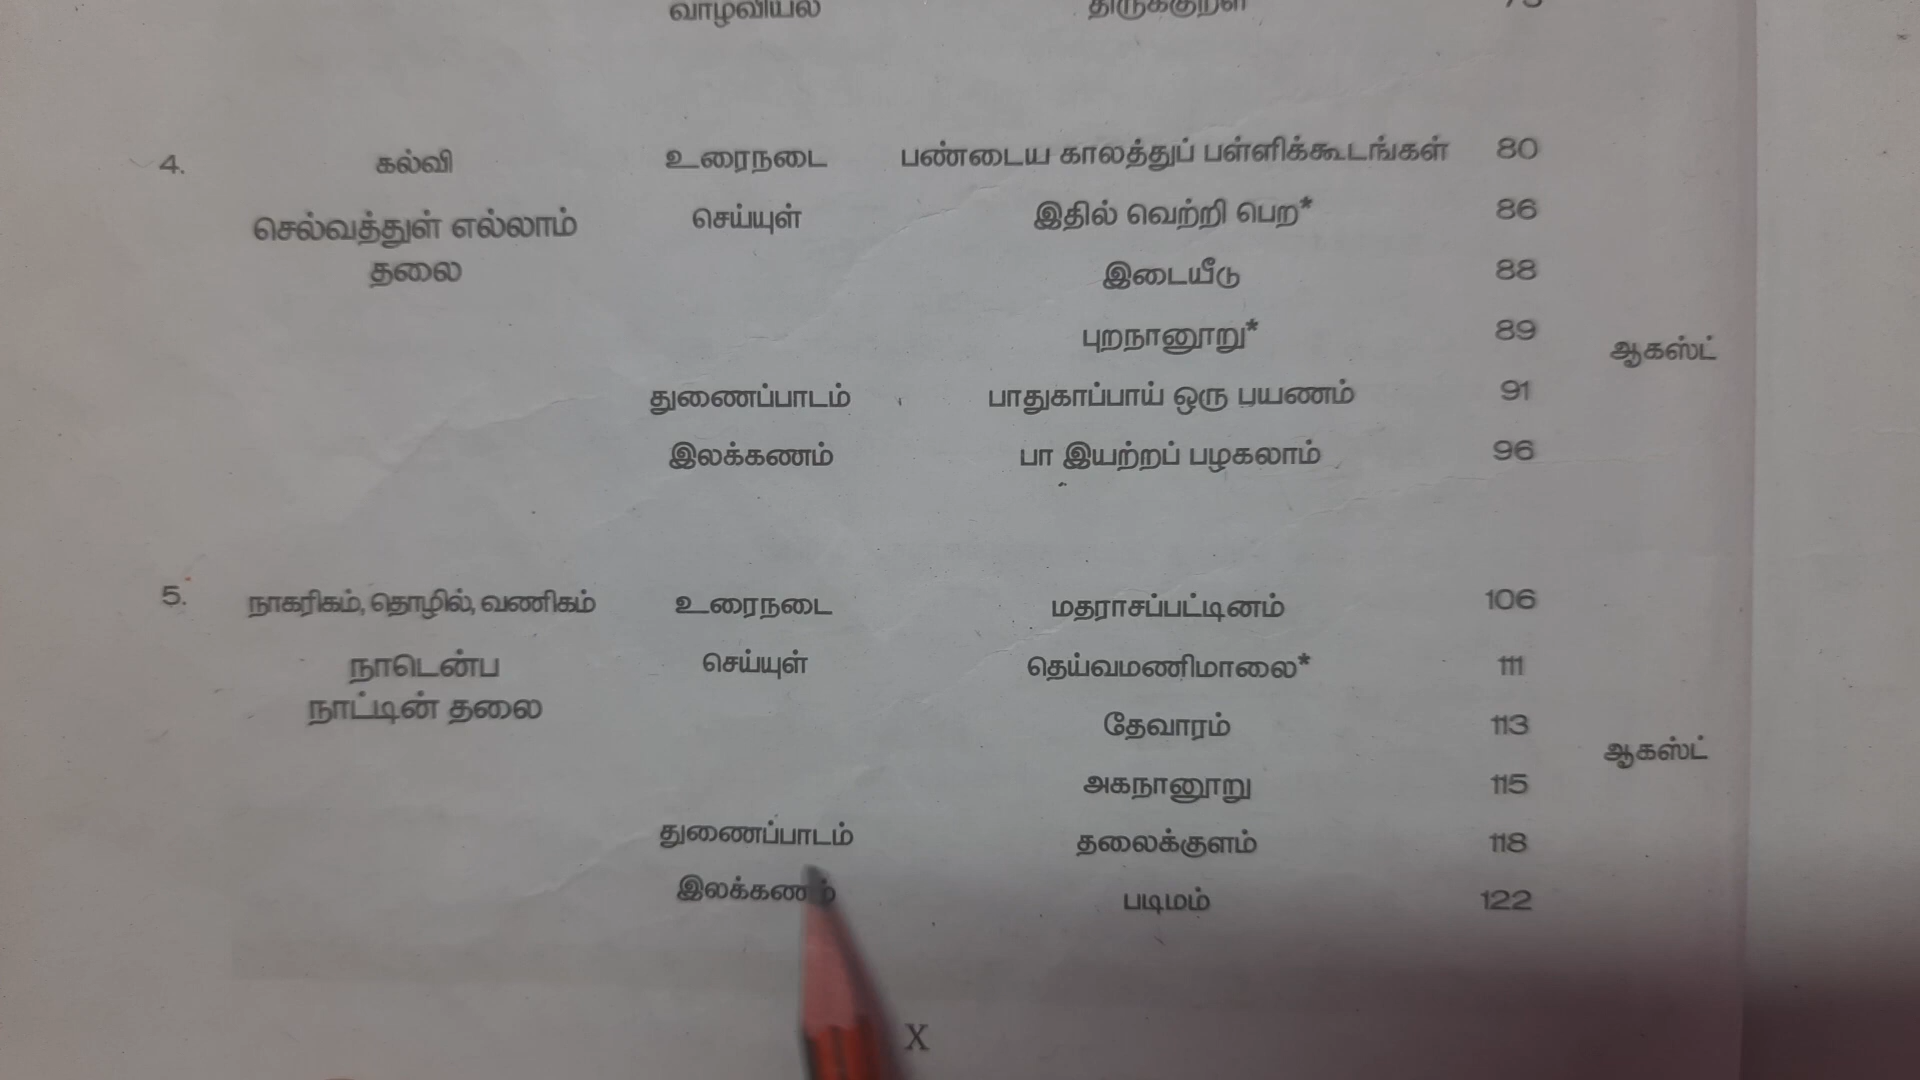 வாழ்வியல் திருக்குறள்
4. கல்வி உரைநடை பண்டைய காலத்துப் பள்ளிக்கூடங்கள் 80
செல்வத்துள் எல்லாம் செய்யுள் இதில் வெற்றி பெற* 86
தலை இடையீடு 88
புறநானூறு* 89
ஆகஸ்ட்
துணைப்பாடம் பாதுகாப்பாய் ஒரு பயணம் 91
இலக்கணம் பா இயற்றப் பழகலாம் 96
5. நாகரிகம், தொழில், வணிகம் உரைநடை மதராசப்பட்டினம் 106
நாடென்ப செய்யுள் தெய்வமணிமாலை* 111
நாட்டின் தலை தேவாரம் 113
ஆகஸ்ட்
அகநானூறு 115
துணைப்பாடம் தலைக்குளம் 118
இலக்கணம் படிமம் 122
X